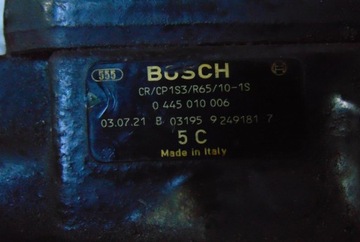 555 BOSCH
CR/CP1S3/R65/10-1S
0 445 010 006
03.07.21 B 03195 9 249181 7
5 C
Made in Italy